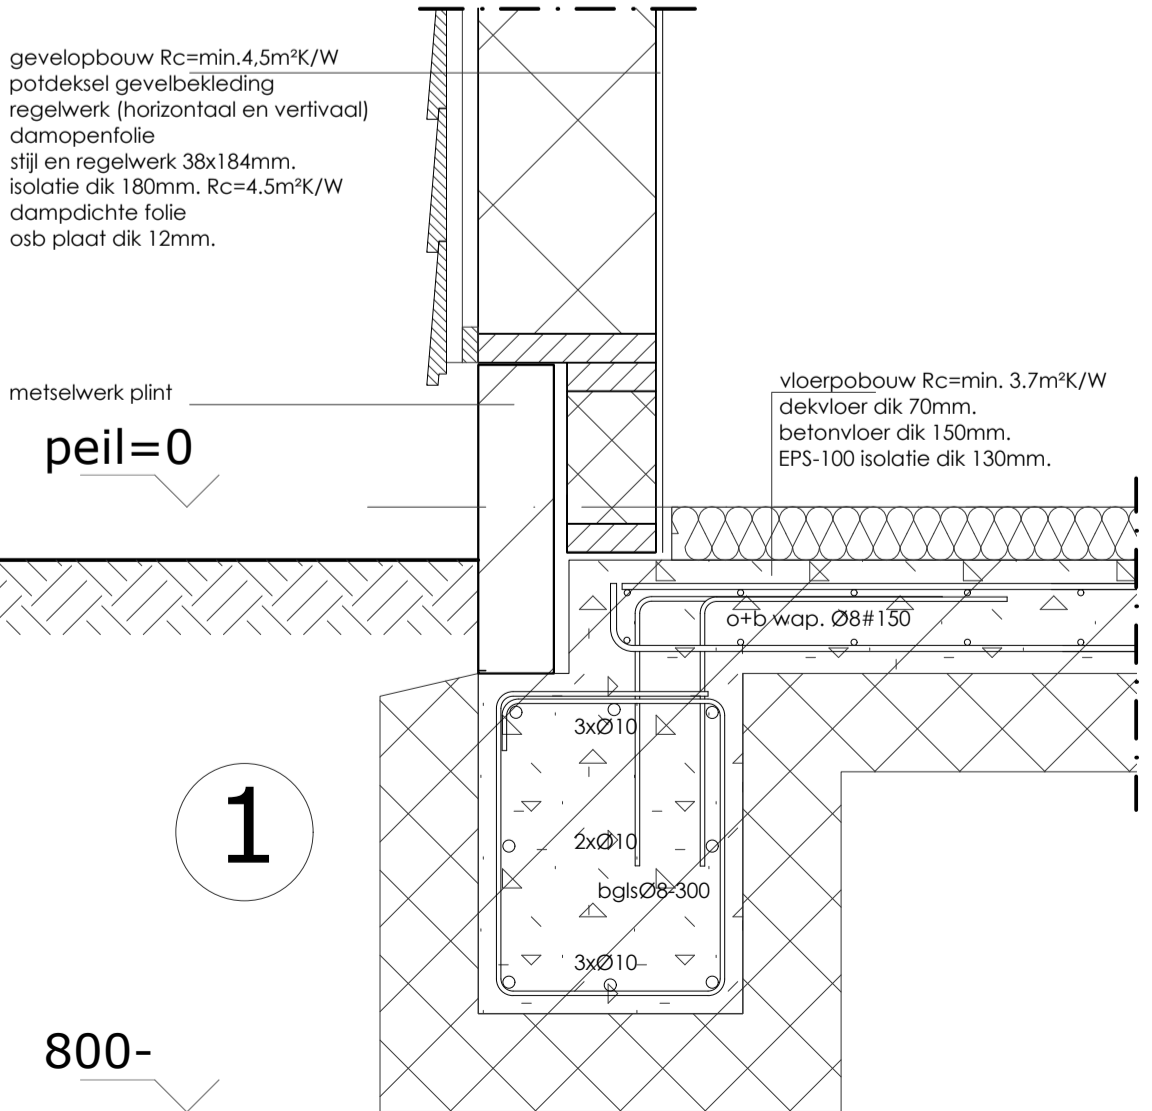 gevelopbouw Rc=min.4,5m²K/W
potdeksel gevelbekleding
regelwerk (horizontaal en vertivaal)
damopenfolie
stijl en regelwerk 38x184mm.
isolatie dik 180mm. Rc=4.5m²K/W
dampdichte folie
osb plaat dik 12mm.
metselwerk plint
peil=0
vloerpobouw Rc=min. 3.7m²K/W
dekvloer dik 70mm.
betonvloer dik 150mm.
EPS-100 isolatie dik 130mm.
o+b wap. Ø8#150
3xØ10
2xØ10
bglsØ8-300
3xØ10
1
800-